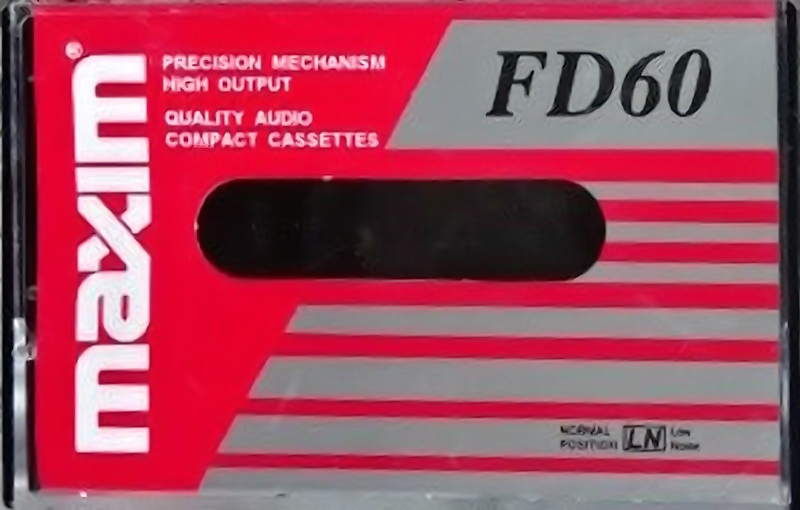 maxim®
PRECISION MECHANISM
HIGH OUTPUT
QUALITY AUDIO
COMPACT CASSETTES
FD60
NORMAL
POSITION
LN
Low
Noise